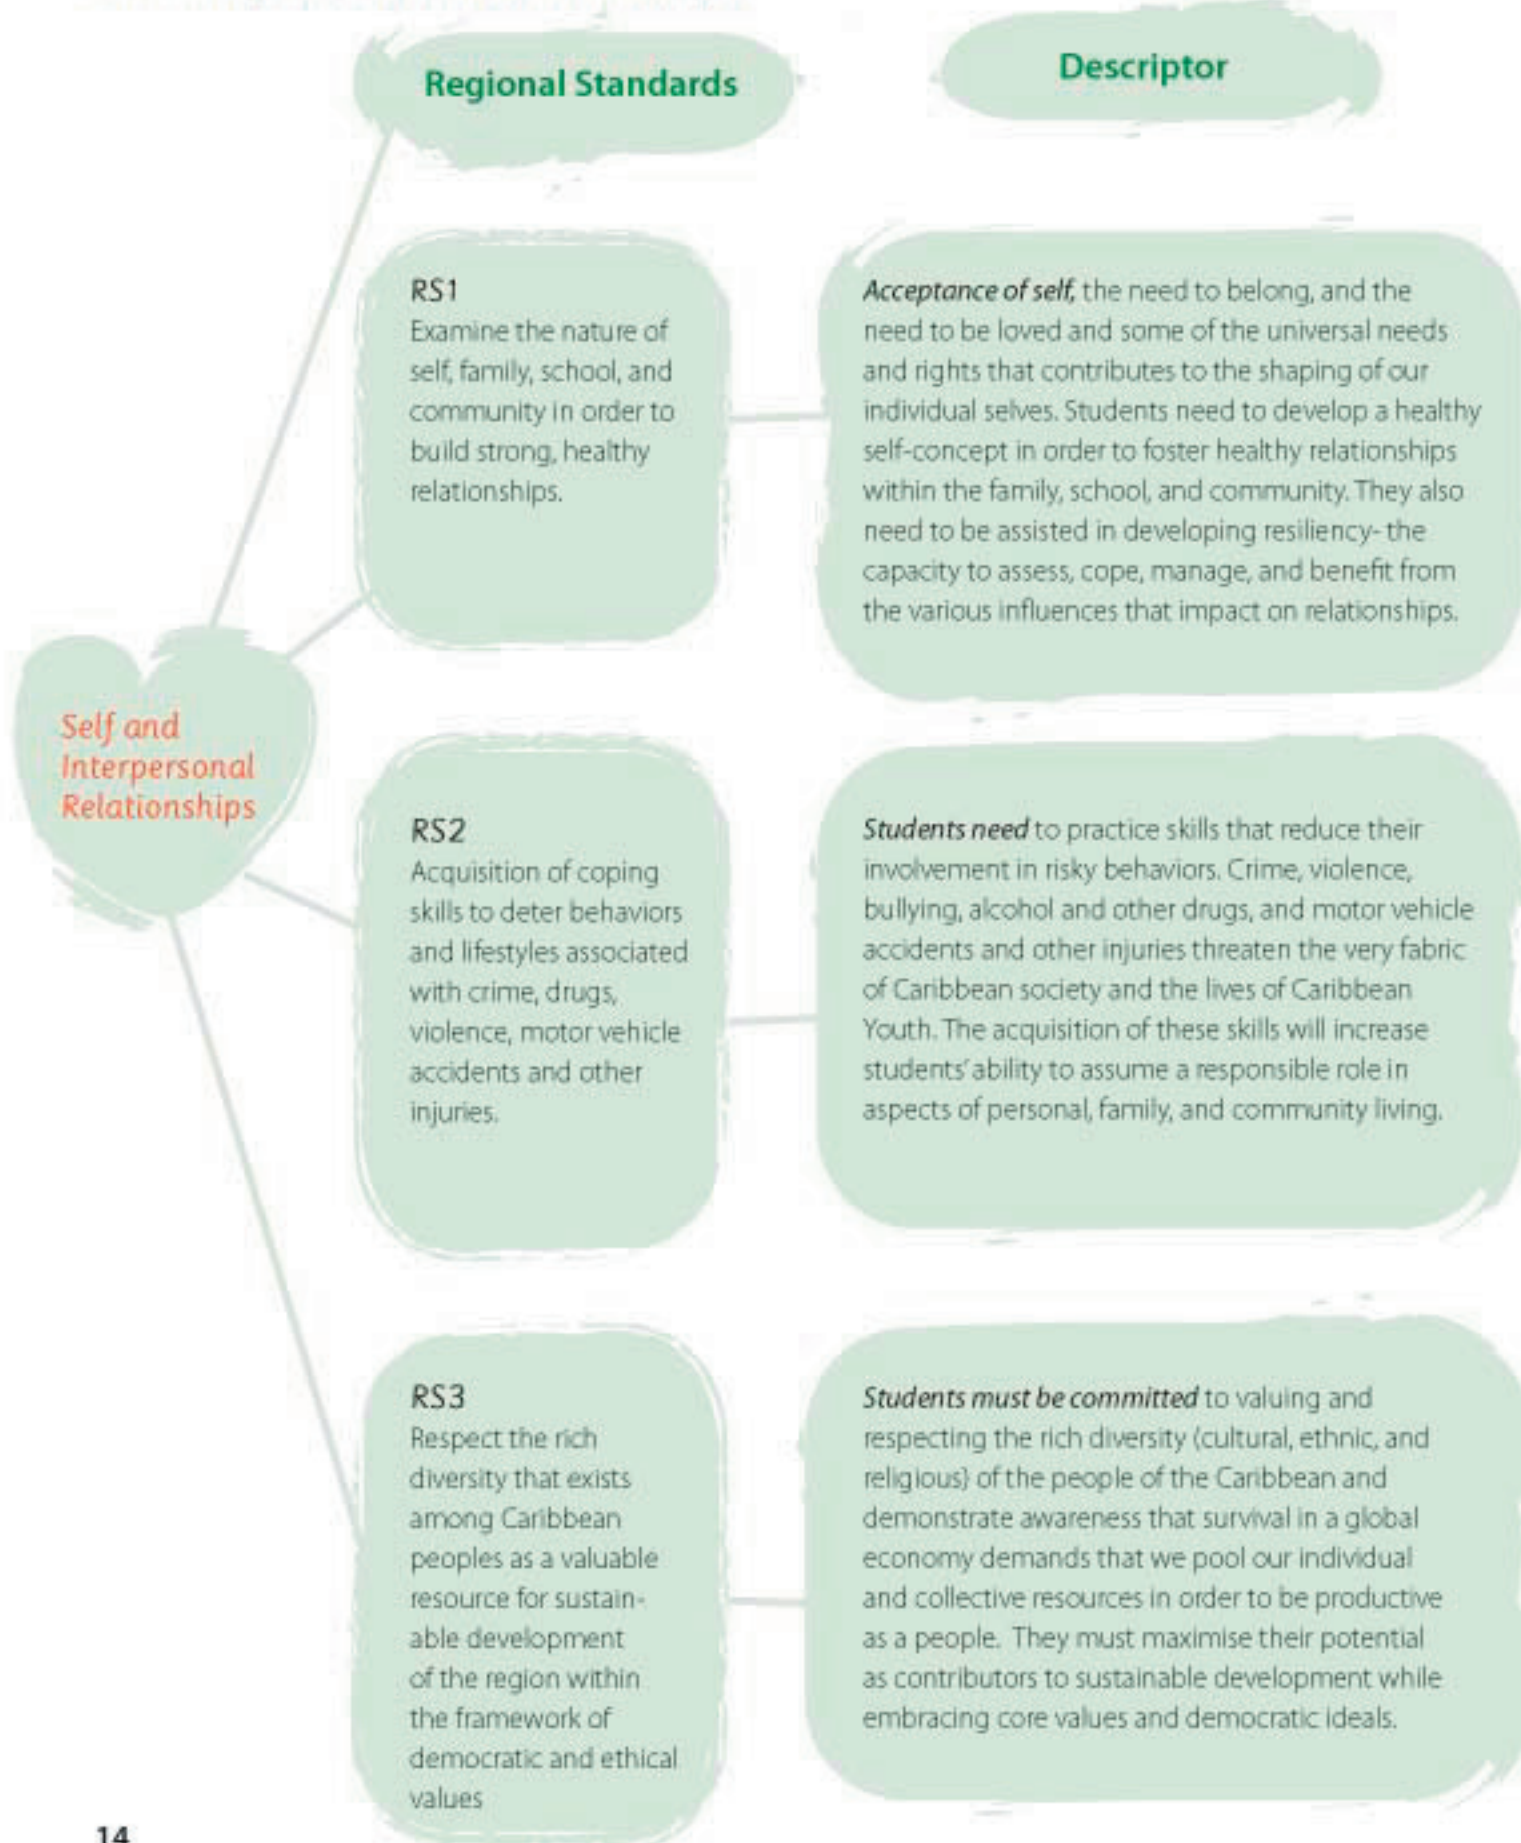 Regional Standards
Descriptor
RS1
Examine the nature of
self, family, school, and
community in order to
build strong, healthy
relationships.
Acceptance of self, the need to belong, and the
need to be loved and some of the universal needs
and rights that contributes to the shaping of our
individual selves. Students need to develop a healthy
self-concept in order to foster healthy relationships
within the family, school, and community. They also
need to be assisted in developing resiliency- the
capacity to assess, cope, manage, and benefit from
the various influences that impact on relationships.
Self and
Interpersonal
Relationships
RS2
Acquisition of coping
skills to deter behaviors
and lifestyles associated
with crime, drugs,
violence, motor vehicle
accidents and other
injuries.
Students need to practice skills that reduce their
involvement in risky behaviors. Crime, violence,
bullying, alcohol and other drugs, and motor vehicle
accidents and other injuries threaten the very fabric
of Caribbean society and the lives of Caribbean
Youth. The acquisition of these skills will increase
students' ability to assume a responsible role in
aspects of personal, family, and community living.
RS3
Respect the rich
diversity that exists
among Caribbean
peoples as a valuable
resource for sustain-
able development
of the region within
the framework of
democratic and ethical
values
Students must be committed to valuing and
respecting the rich diversity (cultural, ethnic, and
religious} of the people of the Caribbean and
demonstrate awareness that survival in a global
economy demands that we pool our individual
and collective resources in order to be productive
as a people. They must maximise their potential
as contributors to sustainable development while
embracing core values and democratic ideals.
14